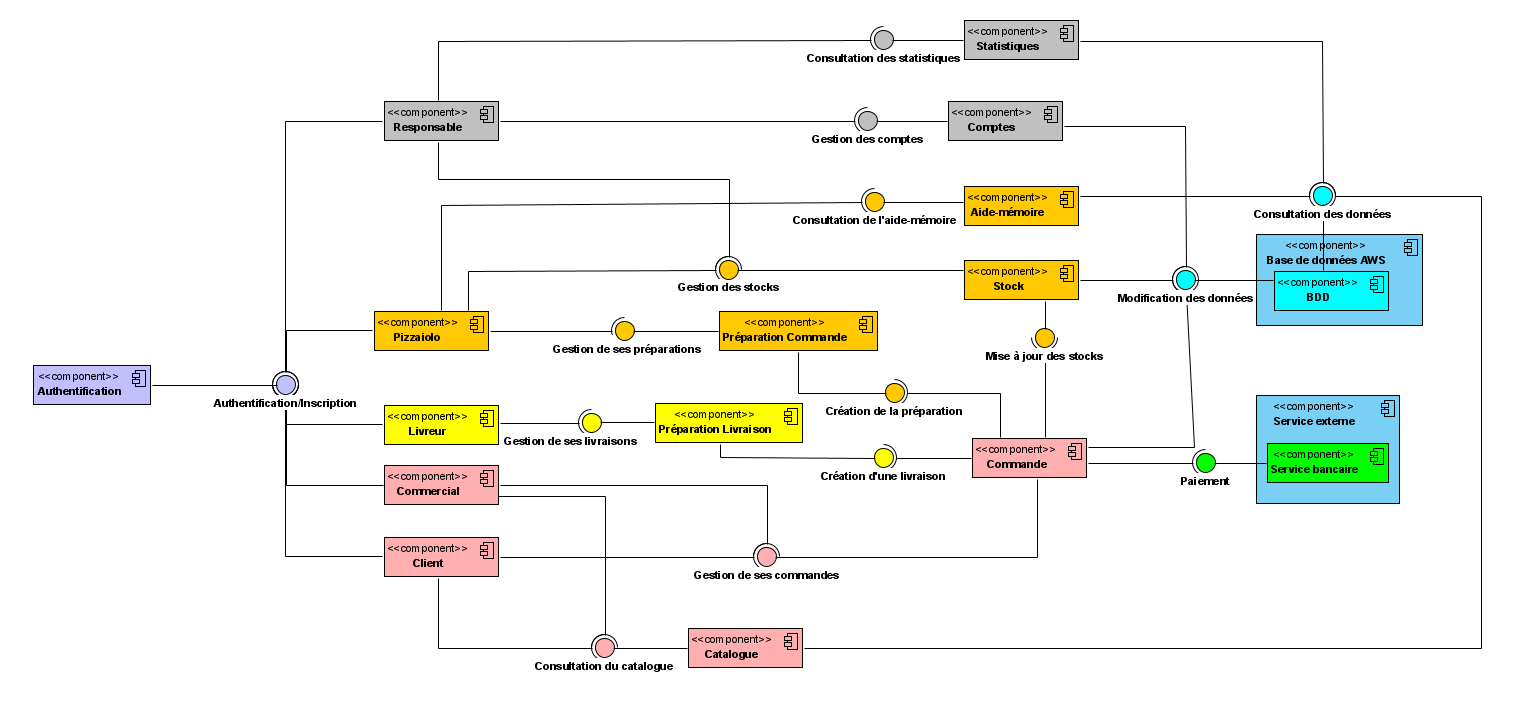 <<component>>
Statistiques
Consultation des statistiques
<<component>>
Responsable
<<component>>
Comptes
Gestion des comptes
<<component>>
Aide-mémoire
Consultation de l'aide-mémoire
Consultation des données
<<component>>
Base de données AWS
<<component>>
BDD
<<component>>
Stock
Gestion des stocks
Modification des données
<<component>>
Pizzaiolo
Gestion de ses préparations
<<component>>
Préparation Commande
Mise à jour des stocks
<<component>>
Authentification
Authentification/Inscription
Création de la préparation
<<component>>
Livreur
Gestion de ses livraisons
<<component>>
Préparation Livraison
<<component>>
Service externe
<<component>>
Service bancaire
<<component>>
Commande
Création d'une livraison
Paiement
<<component>>
Commercial
<<component>>
Client
Gestion de ses commandes
<<component>>
Catalogue
Consultation du catalogue